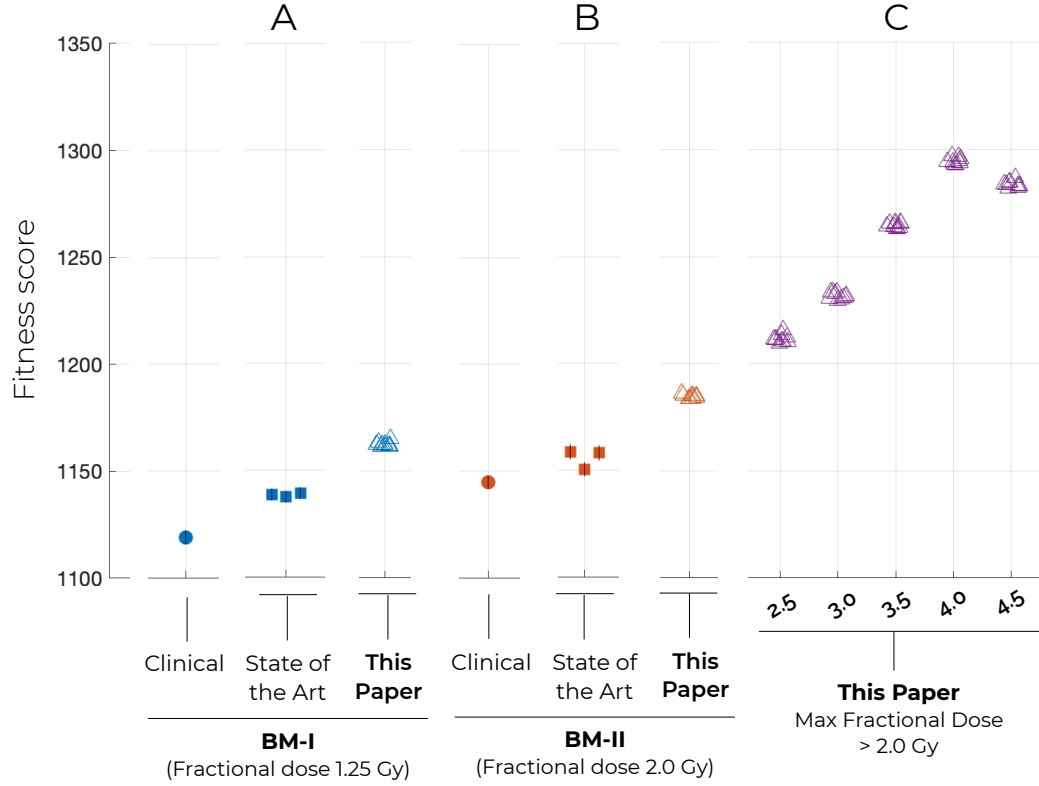 A
B
C
1350
1300
1250
1200
1150
1100
Fitness score
2.5
3.0
3.5
4.0
4.5
Clinical
State of
the Art
This
Paper
BM-I
(Fractional dose 1.25 Gy)
Clinical
State of
the Art
This
Paper
BM-II
(Fractional dose 2.0 Gy)
This Paper
Max Fractional Dose
> 2.0 Gy